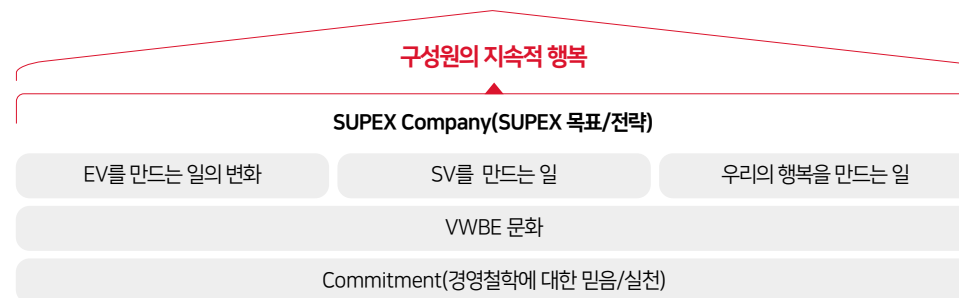 구성원의 지속적 행복
SUPEX Company(SUPEX 목표/전략)
EV를 만드는 일의 변화
SV를 만드는 일
우리의 행복을 만드는 일
VWBE 문화
Commitment(경영철학에 대한 믿음/실천)